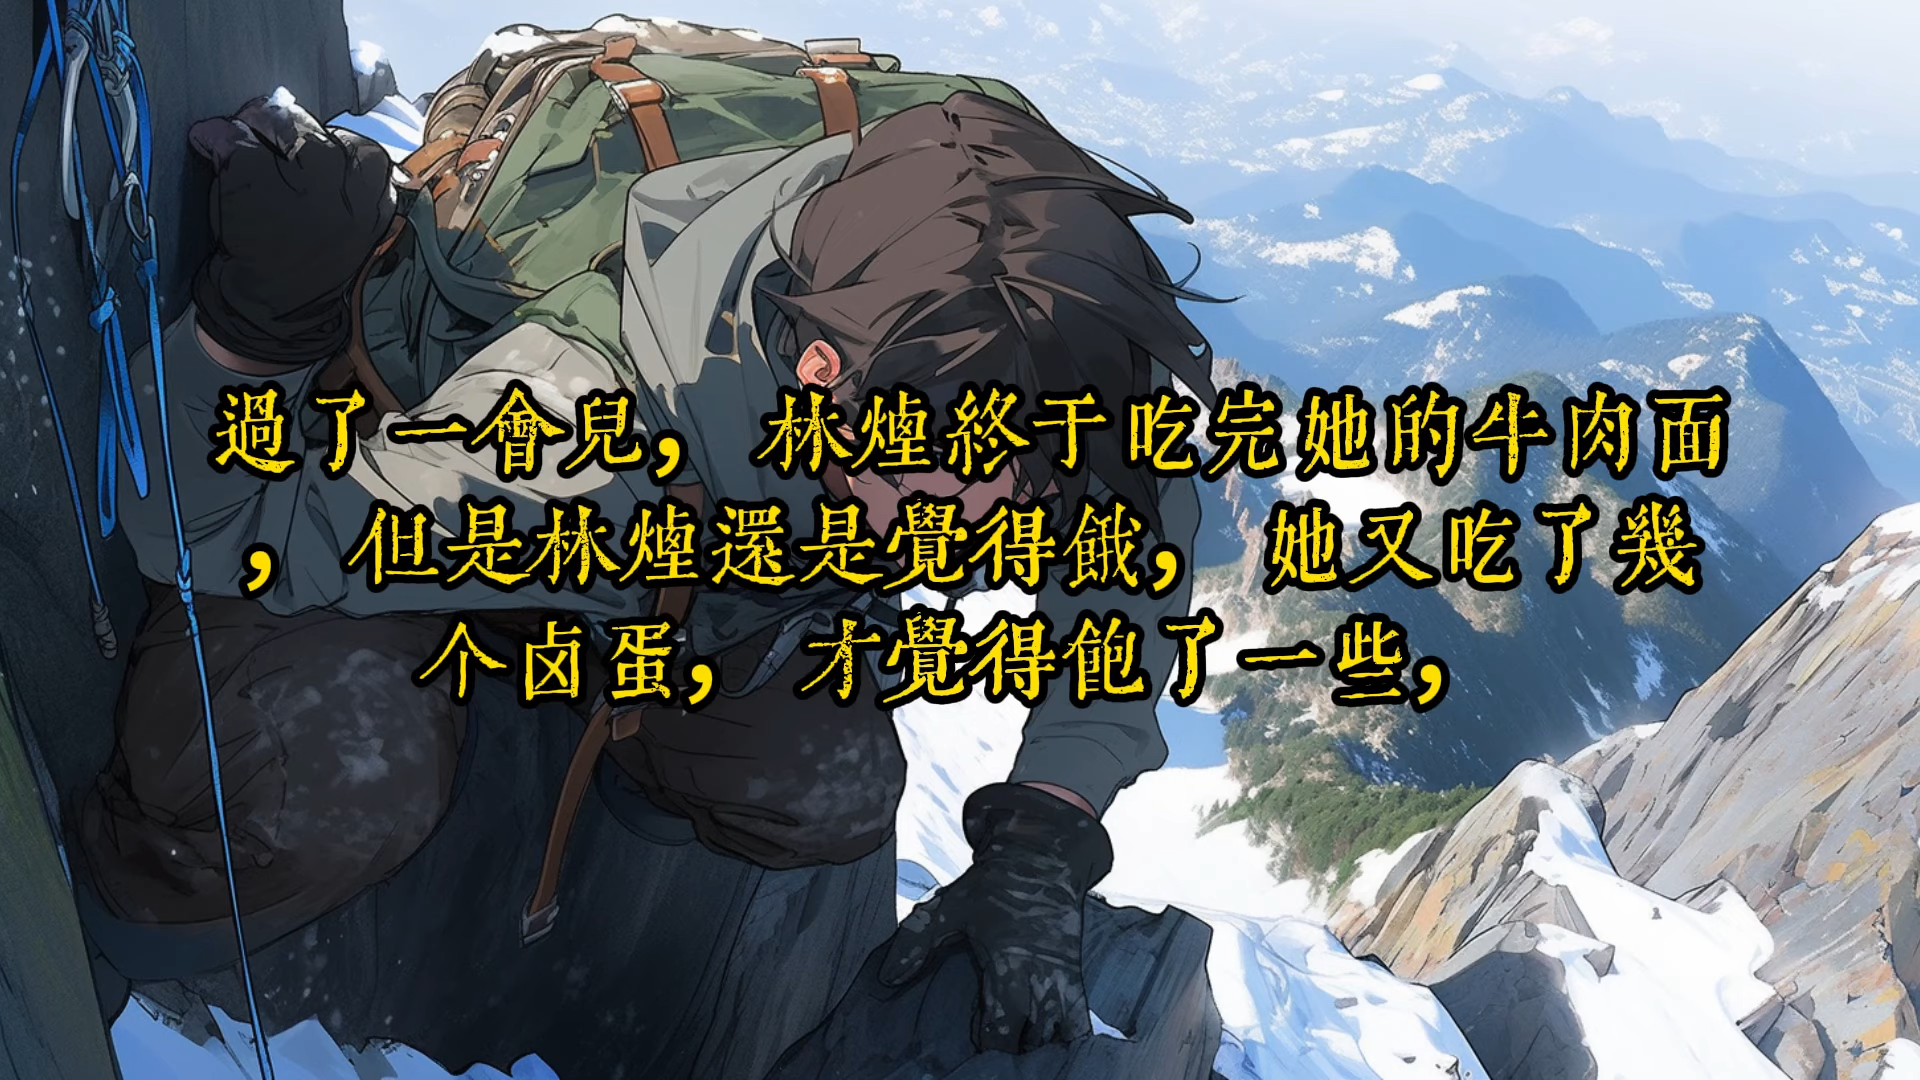 過了一會兒，林煙終于吃完她的牛肉面
，但是林煙還是覺得餓，她又吃了幾
个卤蛋，才覺得飽了一些，